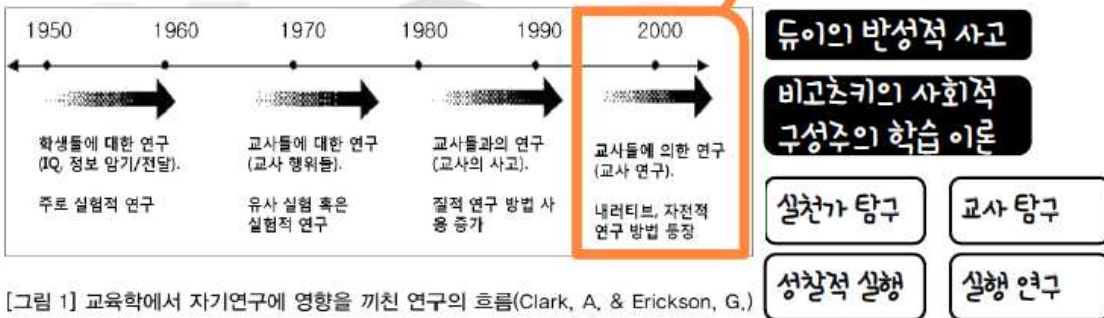 1950 1960 1970 1980 1990 2000
학생들에 대한 연구
(IQ, 정보 암기/전달).
주로 실험적 연구
교사들에 대한 연구
(교사 행위들).
유사 실험 혹은
실험적 연구
교사들과의 연구
(교사의 사고).
질적 연구 방법 사
용 증가
교사들에 의한 연구
(교사 연구).
내러티브, 자전적
연구 방법 등장
[그림 1] 교육학에서 자기연구에 영향을 끼친 연구의 흐름(Clark, A. & Erickson, G.)
듀이의 반성적 사고
비고츠키의 사회적
구성주의 학습 이론
실천가 탐구
교사 탐구
성찰적 실행
실행 연구